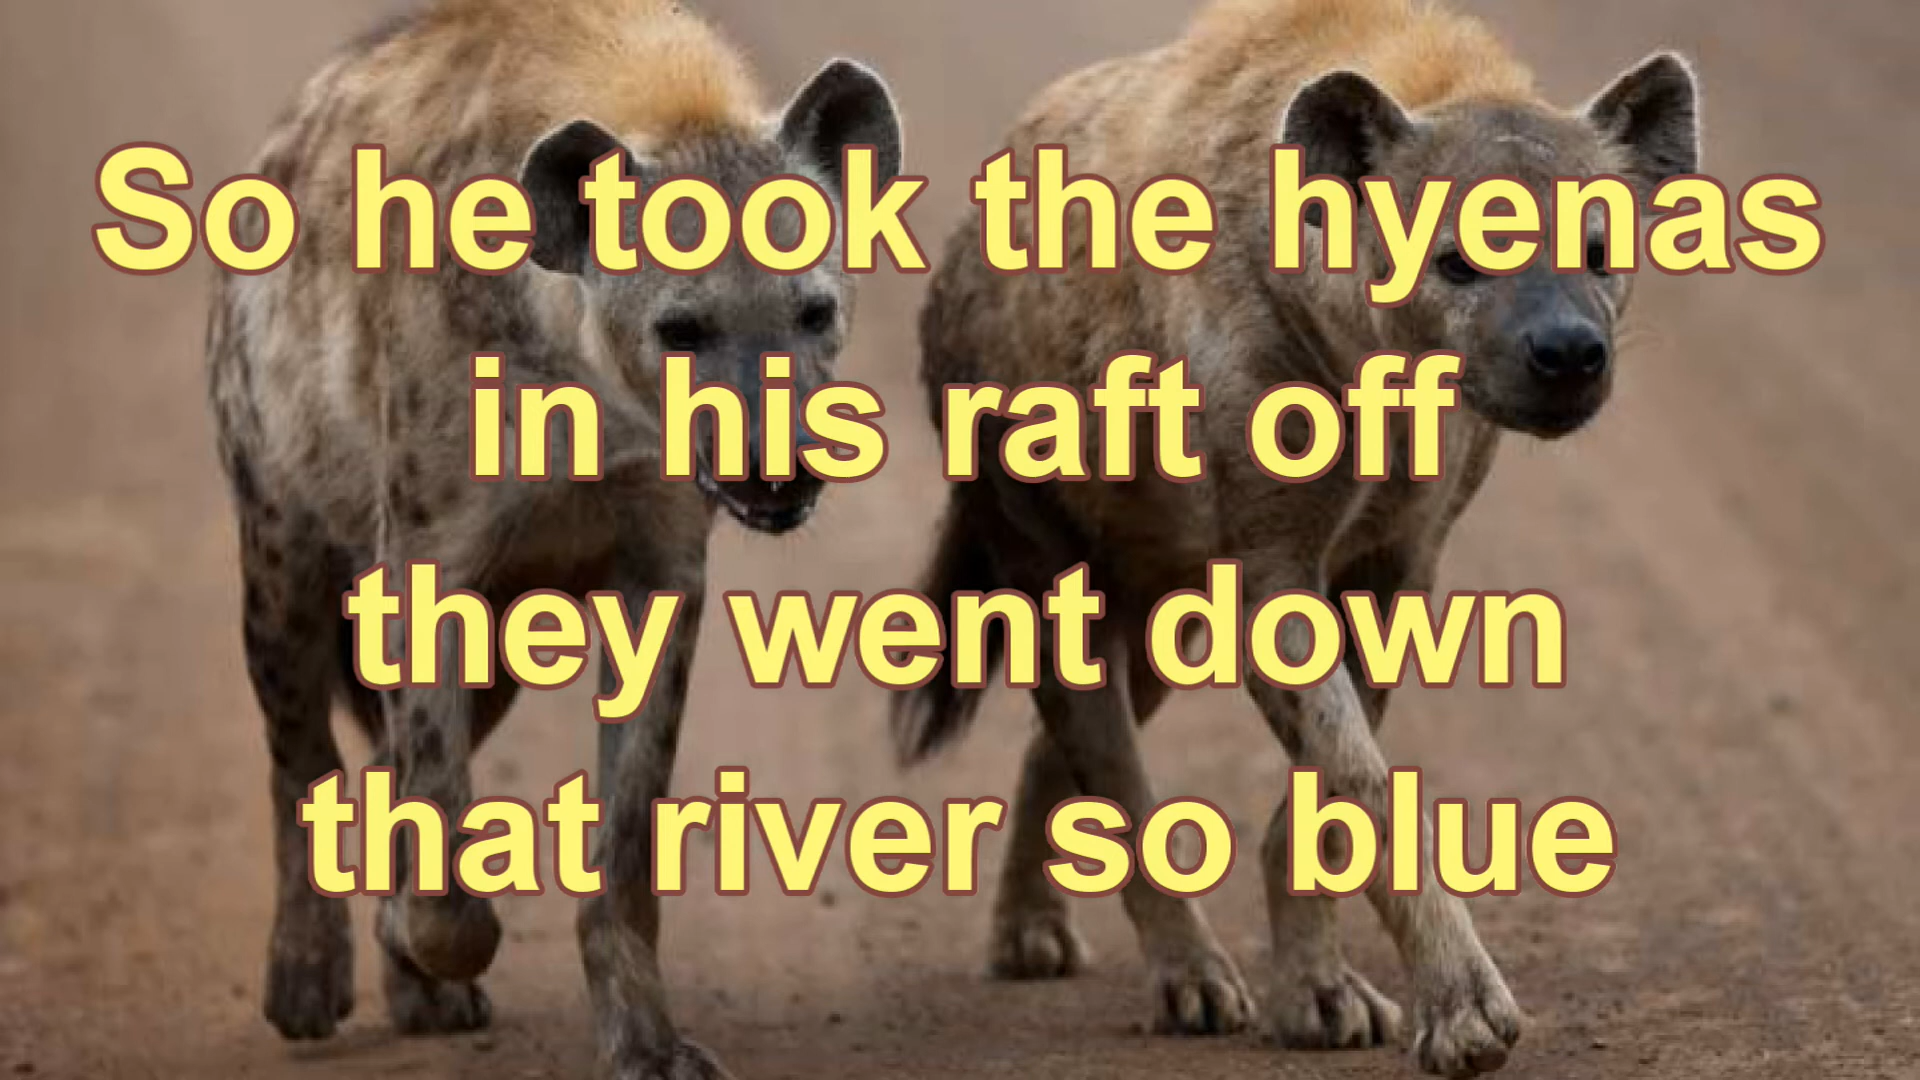 So he took the hyenas
in his raft off
they went down
that river so blue